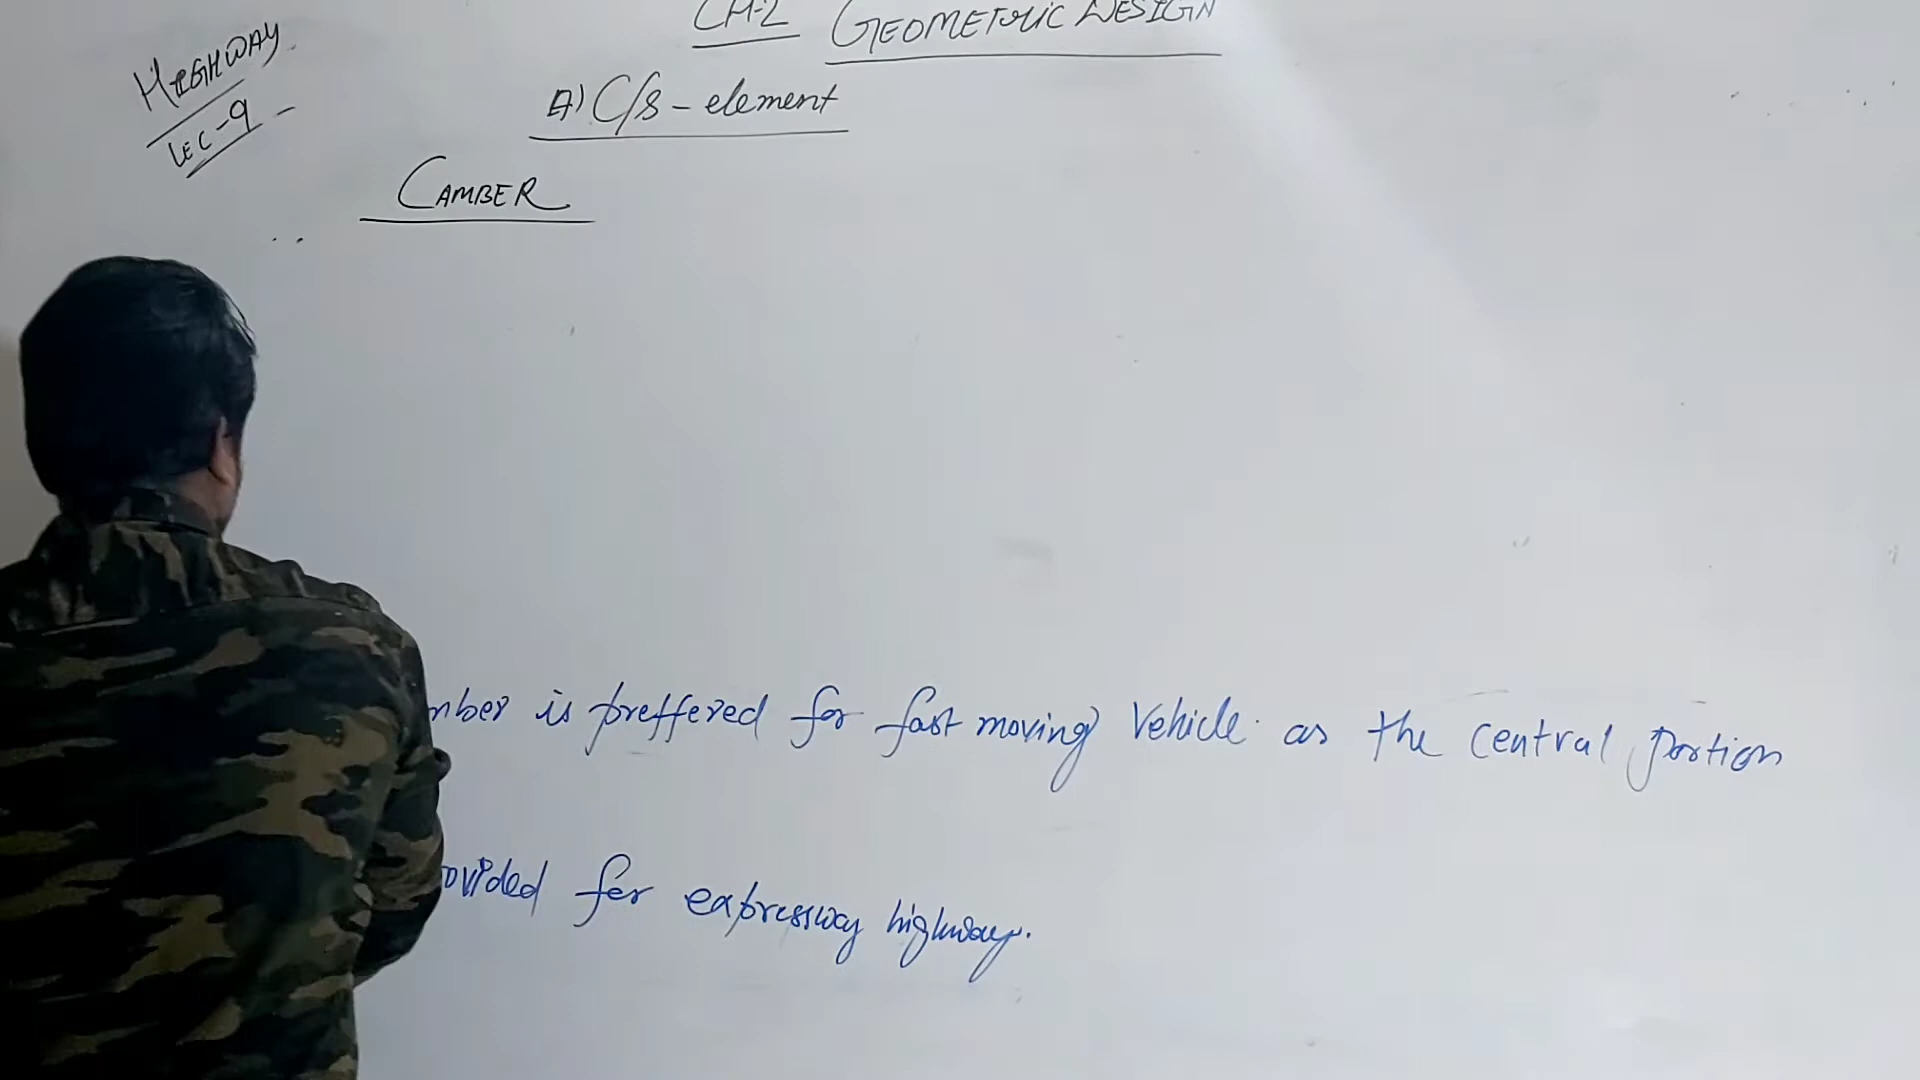 CH-2 GEOMETRIC DESIGN
HIGHWAY
LEC-9
A) C/S - element
CAMBER
mber is preffered for fast moving Vehicle as the central portion
ovided for expressway highway.